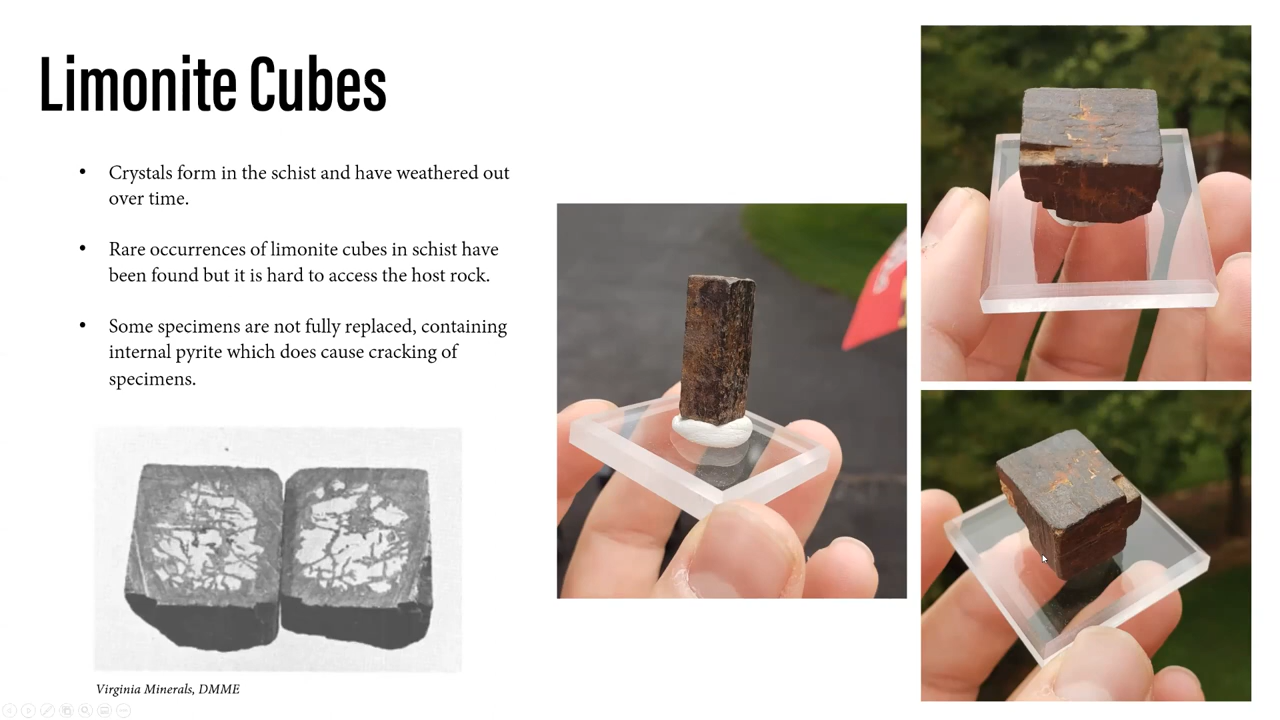 Limonite Cubes
• Crystals form in the schist and have weathered out
over time.
• Rare occurrences of limonite cubes in schist have
been found but it is hard to access the host rock.
• Some specimens are not fully replaced, containing
internal pyrite which does cause cracking of
specimens.
Virginia Minerals, DMME